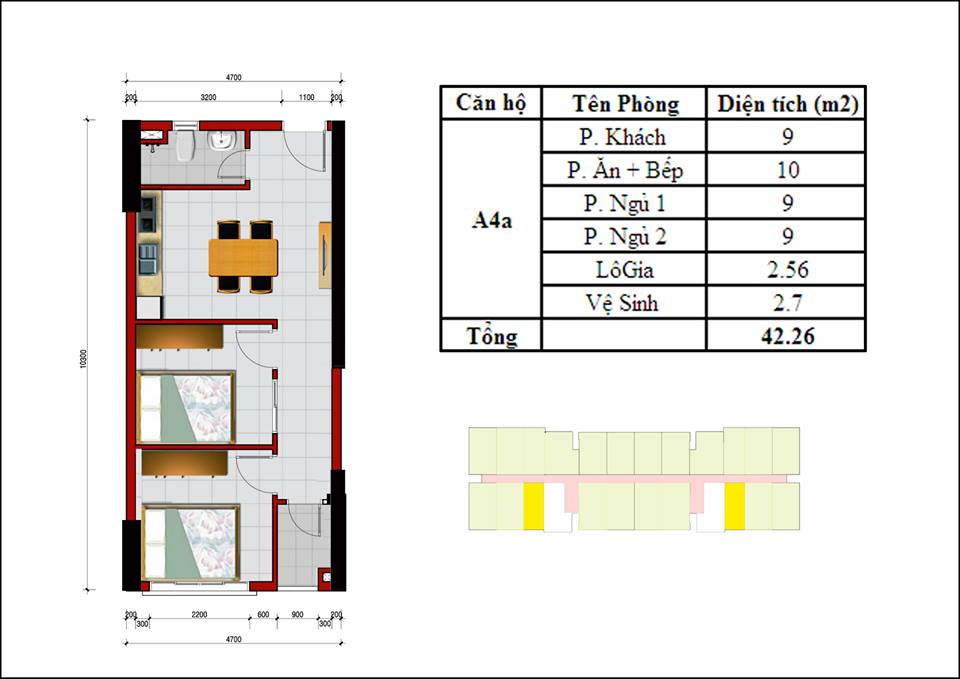 4700
200 3200 1100 200
10300
200 300 2200 600 900 300 200
4700
Căn hộ Tên Phòng Diện tích (m2)
P. Khách 9
P. Ăn + Bếp 10
P. Ngủ 1 9
A4a
P. Ngủ 2 9
LôGia 2.56
Vệ Sinh 2.7
Tổng 42.26